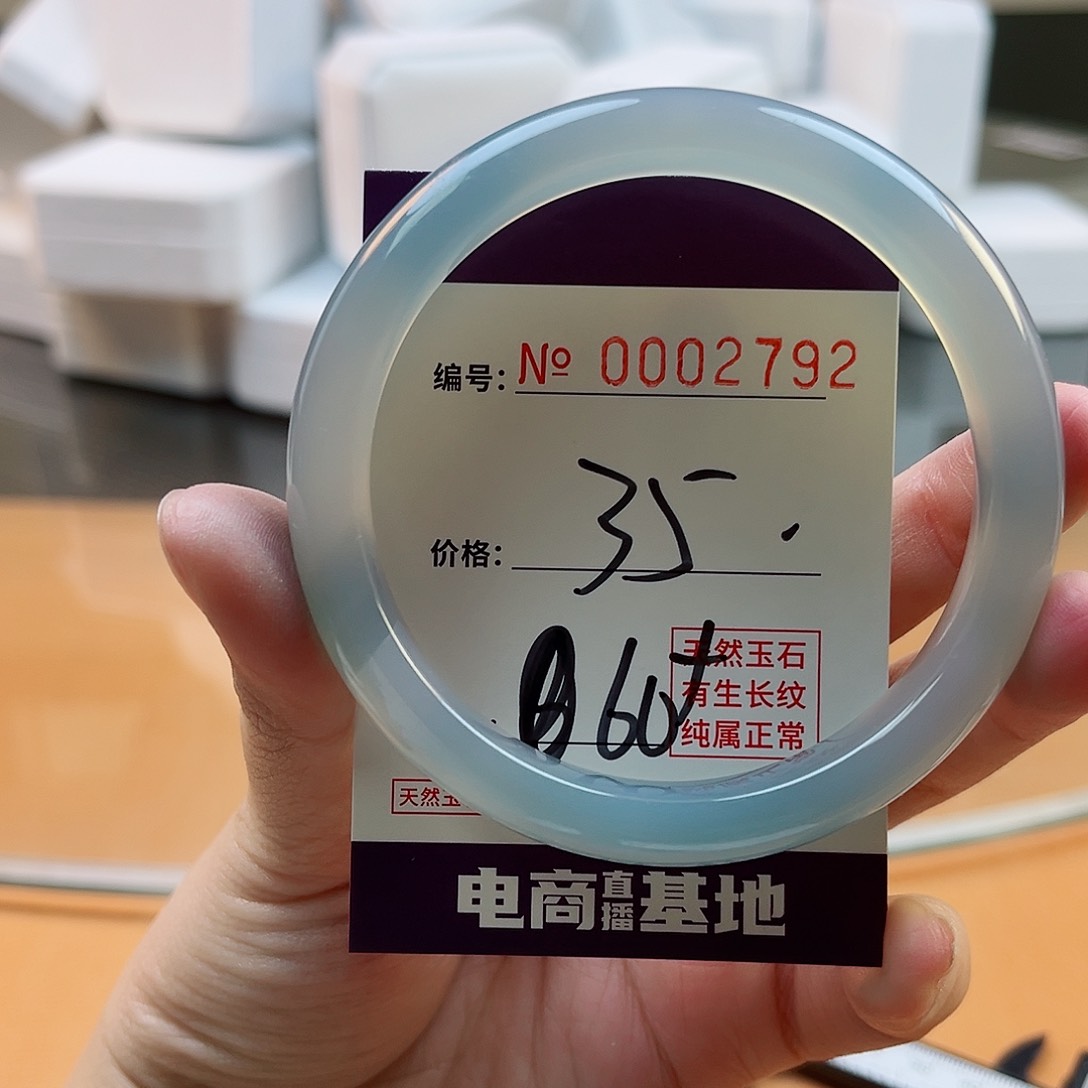 编号: № 0002792
价格: 35.
60+
天然玉石
有生长纹
纯属正常
天然玉
电商直播基地